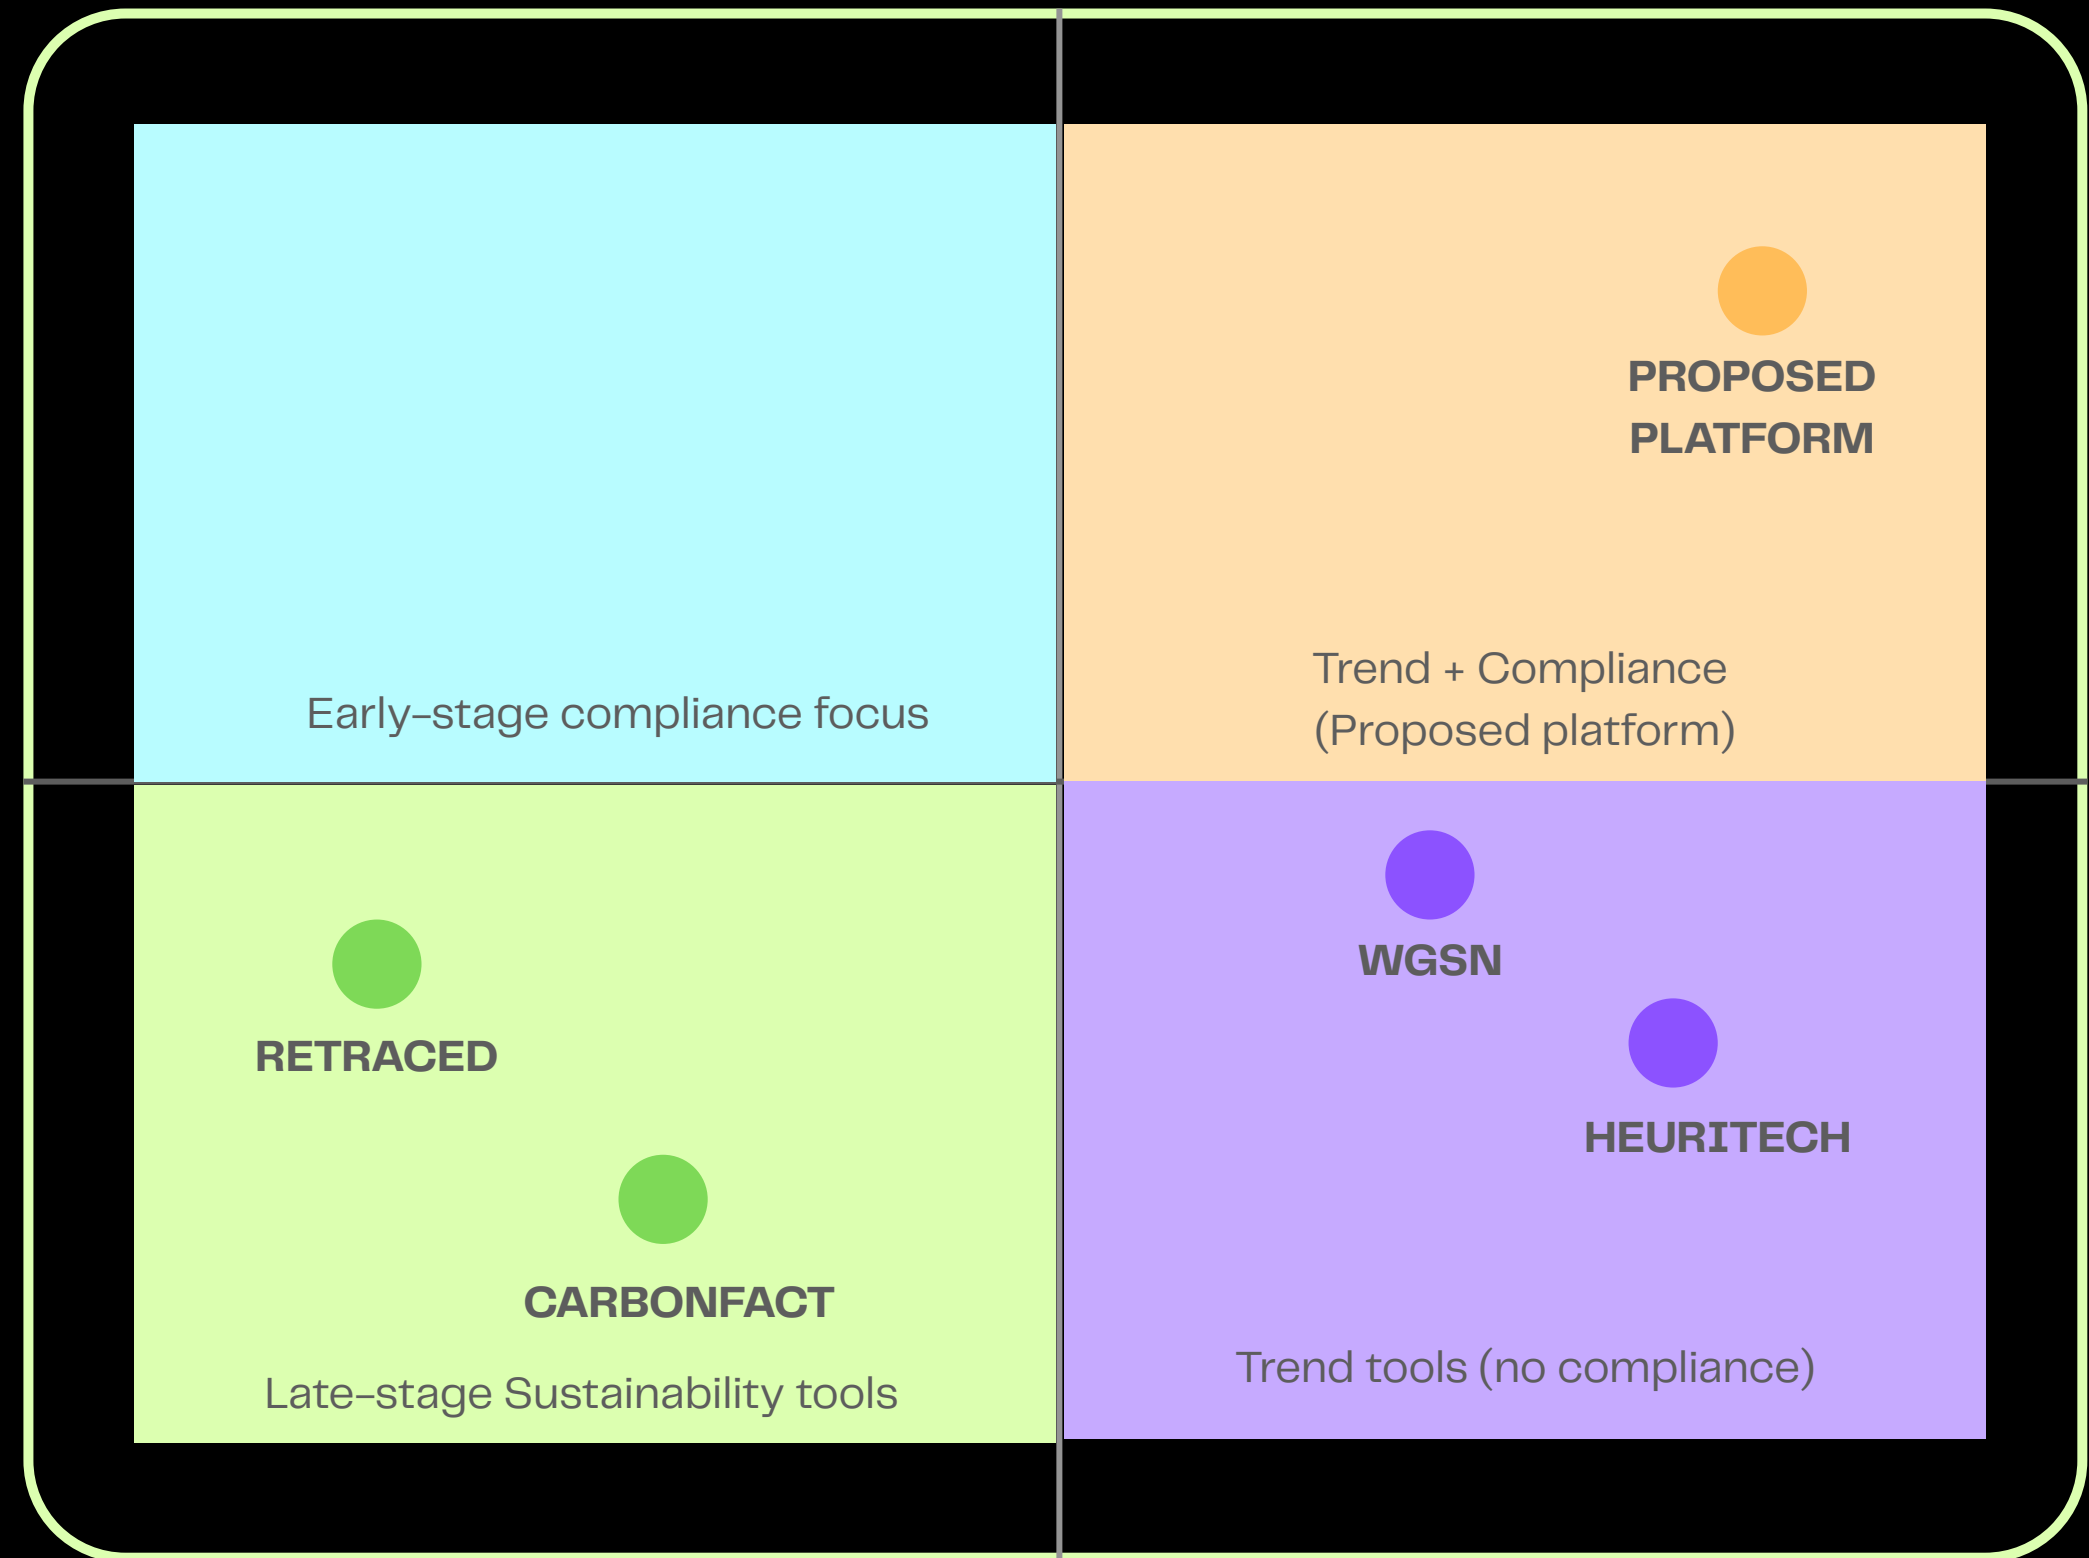 PROPOSED
PLATFORM
Early-stage compliance focus
Trend + Compliance
(Proposed platform)
RETRACED
CARBONFACT
Late-stage Sustainability tools
WGSN
HEURITECH
Trend tools (no compliance)